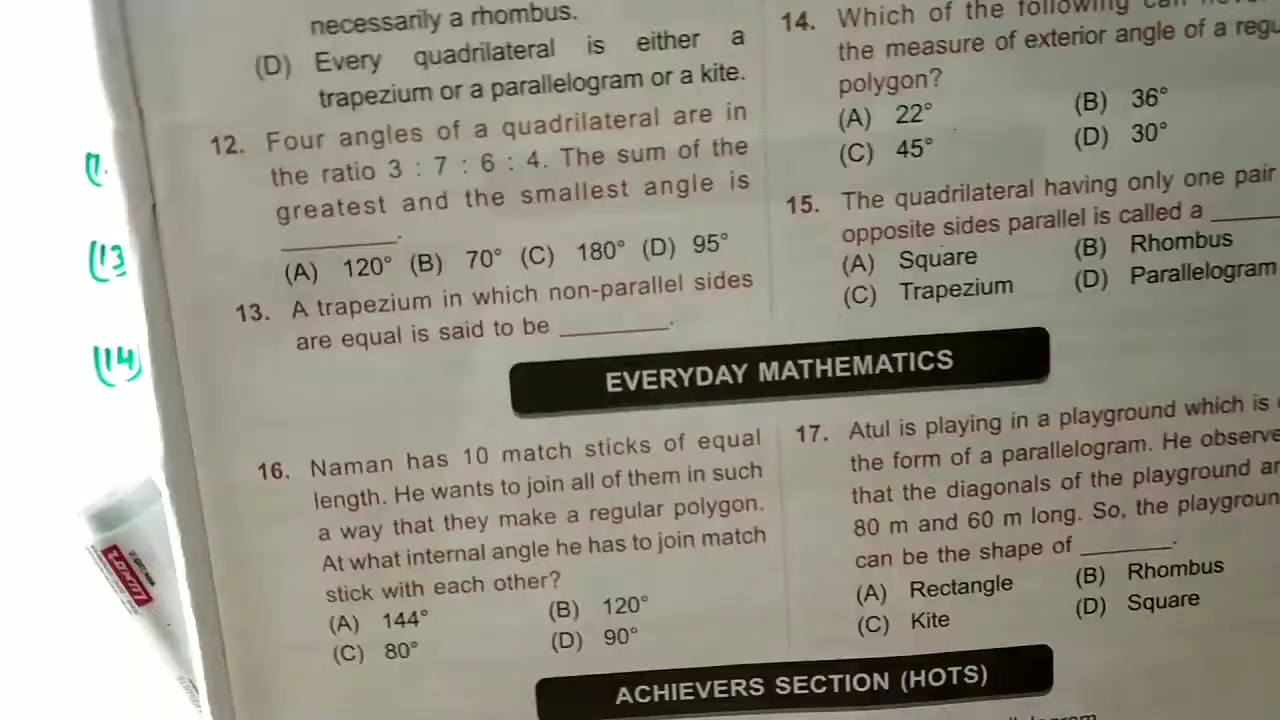 necessarily a rhombus.
(D) Every quadrilateral is either a
trapezium or a parallelogram or a kite.
12. Four angles of a quadrilateral are in
the ratio 3 : 7 : 6 : 4. The sum of the
greatest and the smallest angle is
__________.
(A) 120° (B) 70° (C) 180° (D) 95°
13. A trapezium in which non-parallel sides
are equal is said to be _________.
14. Which of the following
the measure of exterior angle of a
polygon?
(A) 22° (B) 36°
(C) 45° (D) 30°
15. The quadrilateral having only one pair
opposite sides parallel is called a ______
(A) Square (B) Rhombus
(C) Trapezium (D) Parallelogram
EVERYDAY MATHEMATICS
16. Naman has 10 match sticks of equal
length. He wants to join all of them in such
a way that they make a regular polygon.
At what internal angle he has to join match
stick with each other?
(A) 144° (B) 120°
(C) 80° (D) 90°
17. Atul is playing in a playground which is
the form of a parallelogram. He
that the diagonals of the playground
80 m and 60 m long. So, the
can be the shape of ________.
(A) Rectangle (B) Rhombus
(C) Kite (D) Square
ACHIEVERS SECTION (HOTS)
(13
(14)